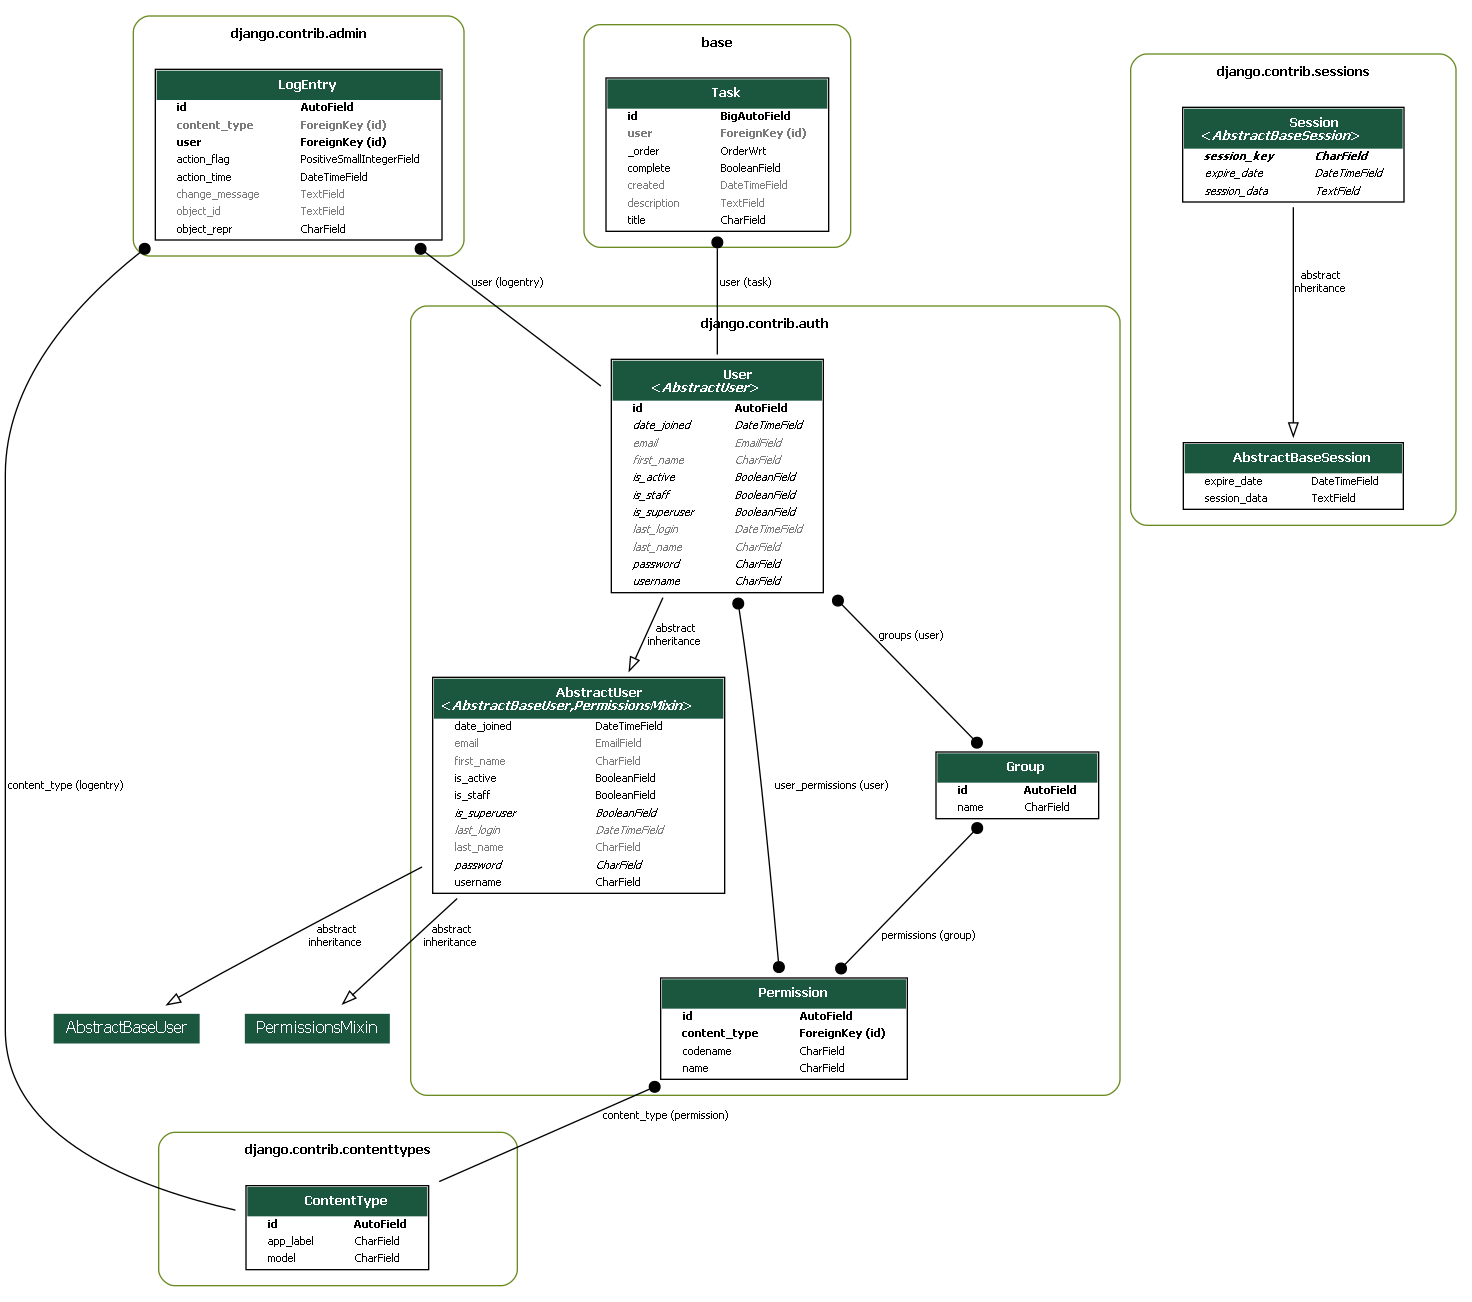 django.contrib.admin
LogEntry
id AutoField
content_type ForeignKey (id)
user ForeignKey (id)
action_flag PositiveSmallIntegerField
action_time DateTimeField
change_message TextField
object_id TextField
object_repr CharField
base
Task
id BigAutoField
user ForeignKey (id)
_order OrderWrt
complete BooleanField
created DateTimeField
description TextField
title CharField
django.contrib.sessions
Session
<AbstractBaseSession>
session_key CharField
expire_date DateTimeField
session_data TextField
abstract
inheritance
AbstractBaseSession
expire_date DateTimeField
session_data TextField
user (logentry)
user (task)
django.contrib.auth
User
<AbstractUser>
id AutoField
date_joined DateTimeField
email EmailField
first_name CharField
is_active BooleanField
is_staff BooleanField
is_superuser BooleanField
last_login DateTimeField
last_name CharField
password CharField
username CharField
abstract
inheritance
groups (user)
AbstractUser
<AbstractBaseUser,PermissionsMixin>
date_joined DateTimeField
email EmailField
first_name CharField
is_active BooleanField
is_staff BooleanField
is_superuser BooleanField
last_login DateTimeField
last_name CharField
password CharField
username CharField
content_type (logentry)
user_permissions (user)
Group
id AutoField
name CharField
abstract
inheritance
abstract
inheritance
permissions (group)
AbstractBaseUser
PermissionsMixin
Permission
id AutoField
content_type ForeignKey (id)
codename CharField
name CharField
content_type (permission)
django.contrib.contenttypes
ContentType
id AutoField
app_label CharField
model CharField